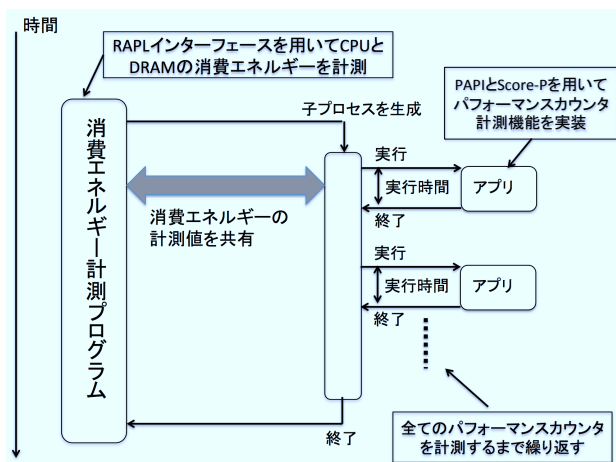 時間
RAPLインターフェースを用いてCPUと
DRAMの消費エネルギーを計測
PAPIとScore-Pを用いて
パフォーマンスカウンタ
計測機能を実装
子プロセスを生成
消費エネルギー計測プログラム
実行
実行時間
アプリ
終了
消費エネルギーの
計測値を共有
実行
実行時間
アプリ
終了
全てのパフォーマンスカウンタ
を計測するまで繰り返す
終了